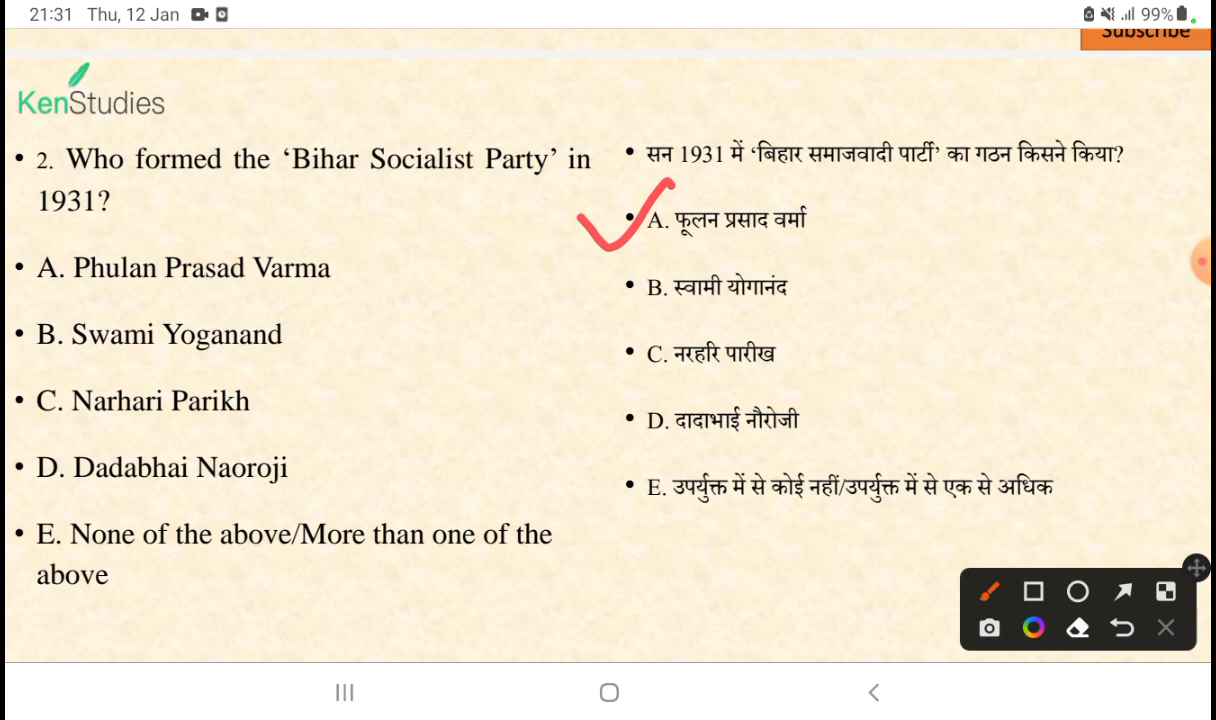 21:31 Thu, 12 Jan
99%
Subscribe
KenStudies
• 2. Who formed the ‘Bihar Socialist Party’ in
1931?
• A. Phulan Prasad Varma
• B. Swami Yoganand
• C. Narhari Parikh
• D. Dadabhai Naoroji
• E. None of the above/More than one of the
above
• सन 1931 में ‘बिहार समाजवादी पार्टी’ का गठन किसने किया?
• A. फूलन प्रसाद वर्मा
• B. स्वामी योगानंद
• C. नरहरि पारीख
• D. दादाभाई नौरोजी
• E. उपर्युक्त में से कोई नहीं/उपर्युक्त में से एक से अधिक